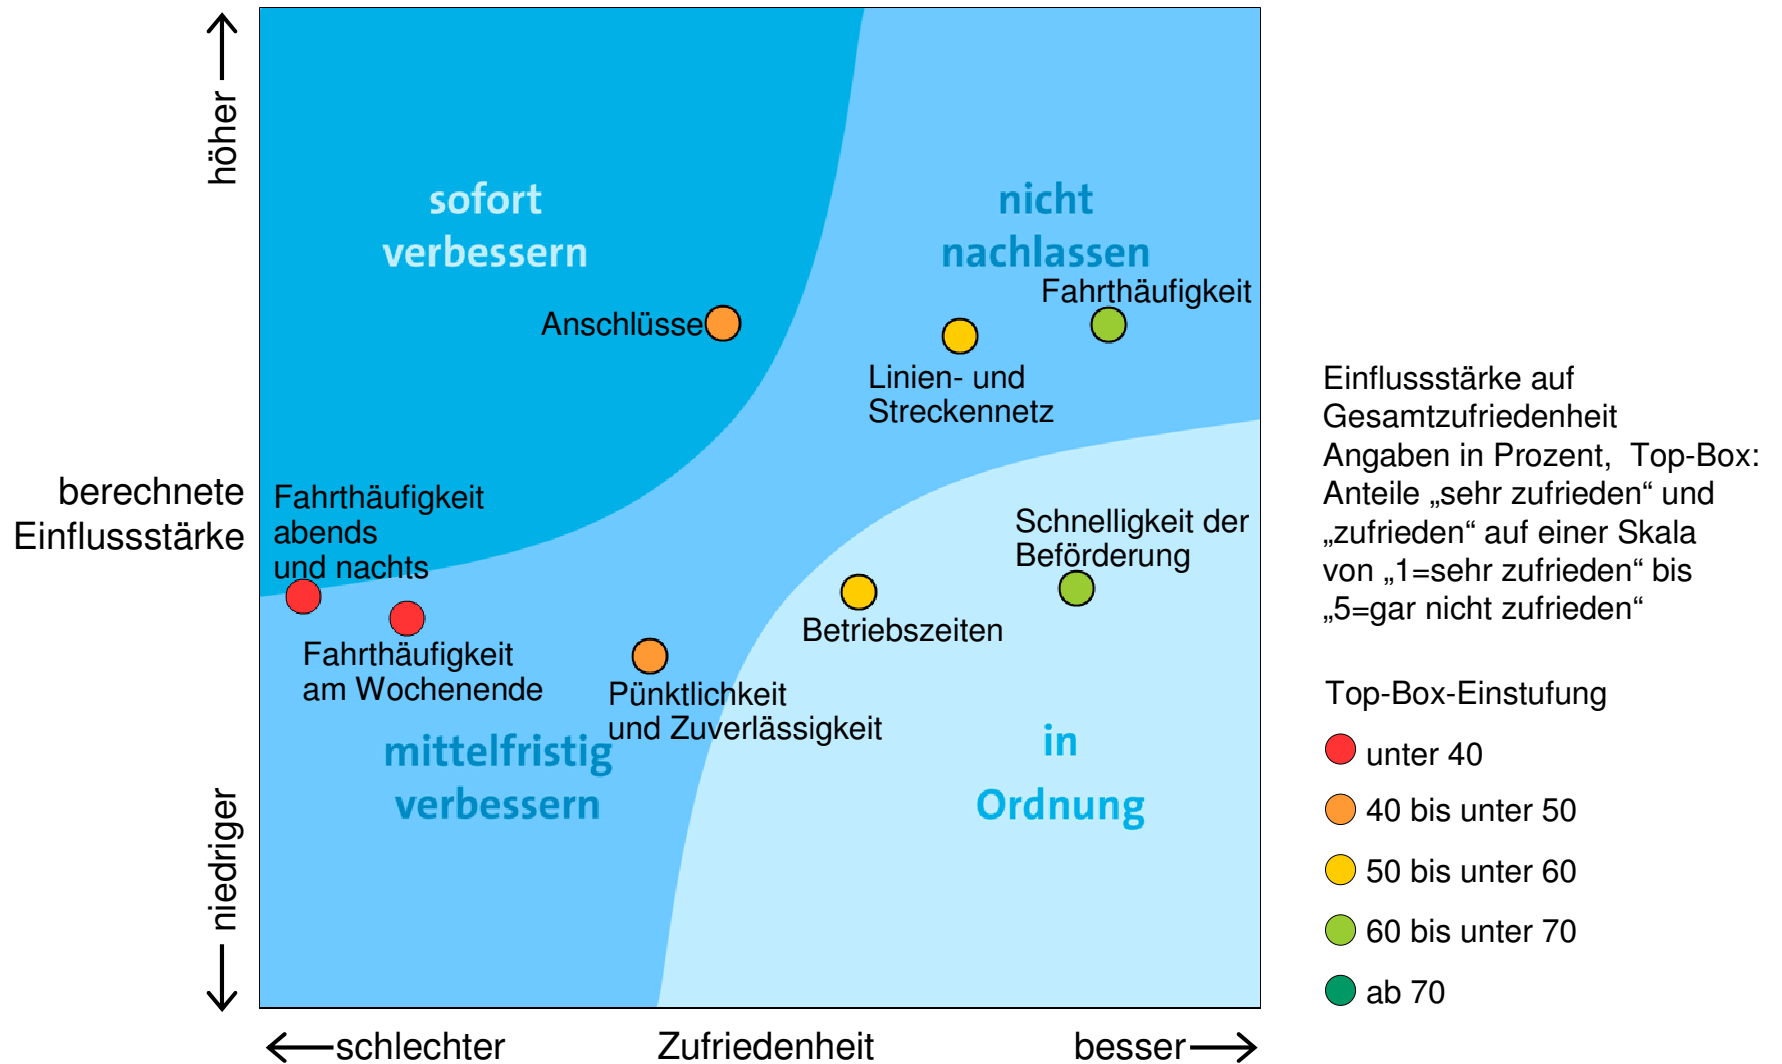 höher
berechnete
Einflussstärke
niedriger
sofort
verbessern
nicht
nachlassen
Fahrthäufigkeit
Anschlüsse
Linien- und
Streckennetz
Fahrthäufigkeit
abends
und nachts
Schnelligkeit der
Beförderung
Betriebszeiten
Fahrthäufigkeit
am Wochenende
Pünktlichkeit
und Zuverlässigkeit
mittelfristig
verbessern
in
Ordnung
schlechter
Zufriedenheit
besser
Einflussstärke auf
Gesamtzufriedenheit
Angaben in Prozent, Top-Box:
Anteile „sehr zufrieden“ und
„zufrieden“ auf einer Skala
von „1=sehr zufrieden“ bis
„5=gar nicht zufrieden“
Top-Box-Einstufung
unter 40
40 bis unter 50
50 bis unter 60
60 bis unter 70
ab 70